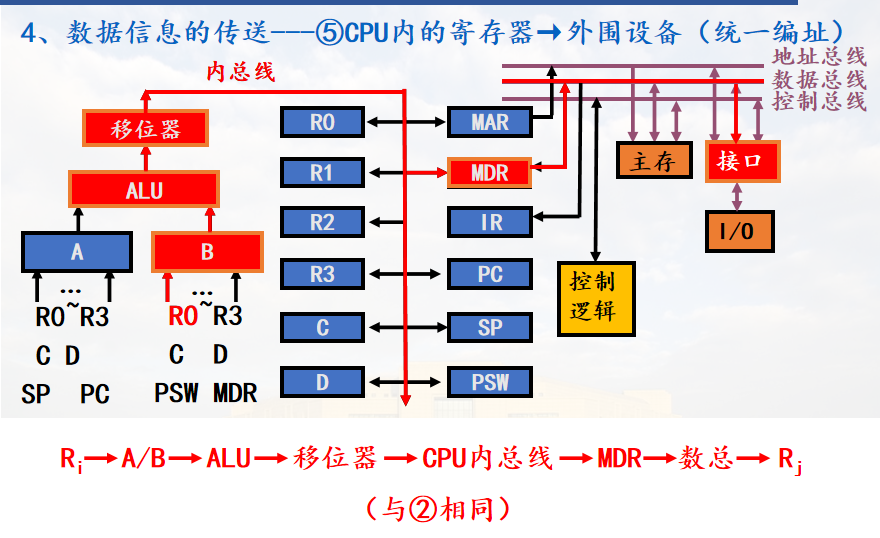 4、数据信息的传送---⑤CPU内的寄存器→外围设备（统一编址）
地址总线
数据总线
控制总线
内总线
移位器
ALU
A
B
...
...
R0~R3
R0~R3
C D
C D
SP PC
PSW MDR
R0
MAR
R1
MDR
R2
IR
R3
PC
C
SP
D
PSW
主存
接口
I/O
控制
逻辑
Ri→A/B→ALU→移位器→CPU内总线→MDR→数总→Rj
（与②相同）